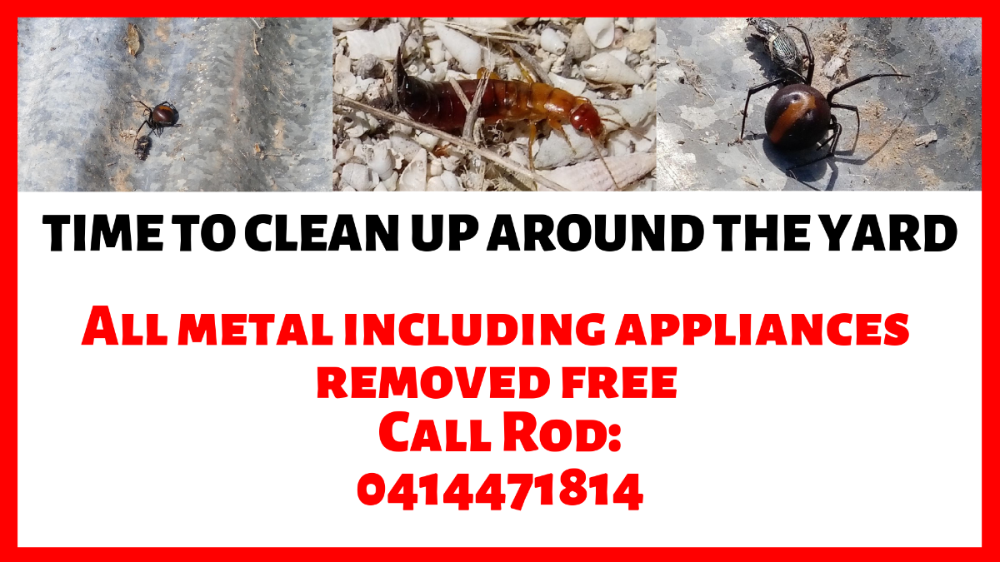 TIME TO CLEAN UP AROUND THE YARD
ALL METAL INCLUDING APPLIANCES
REMOVED FREE
CALL ROD:
0414471814